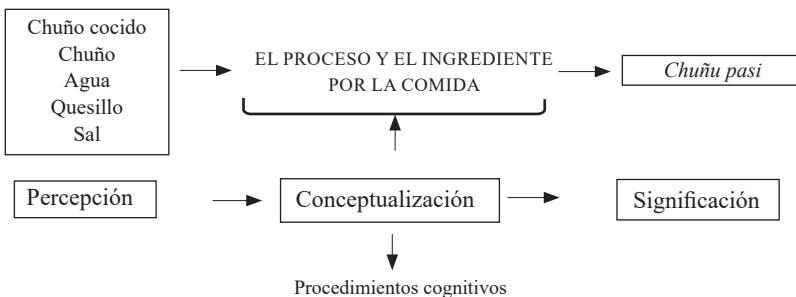 Chuño cocido
Chuño
Agua
Quesillo
Sal
EL PROCESO Y EL INGREDIENTE
POR LA COMIDA
Chuñu pasi
Percepción
Conceptualización
Significación
Procedimientos cognitivos